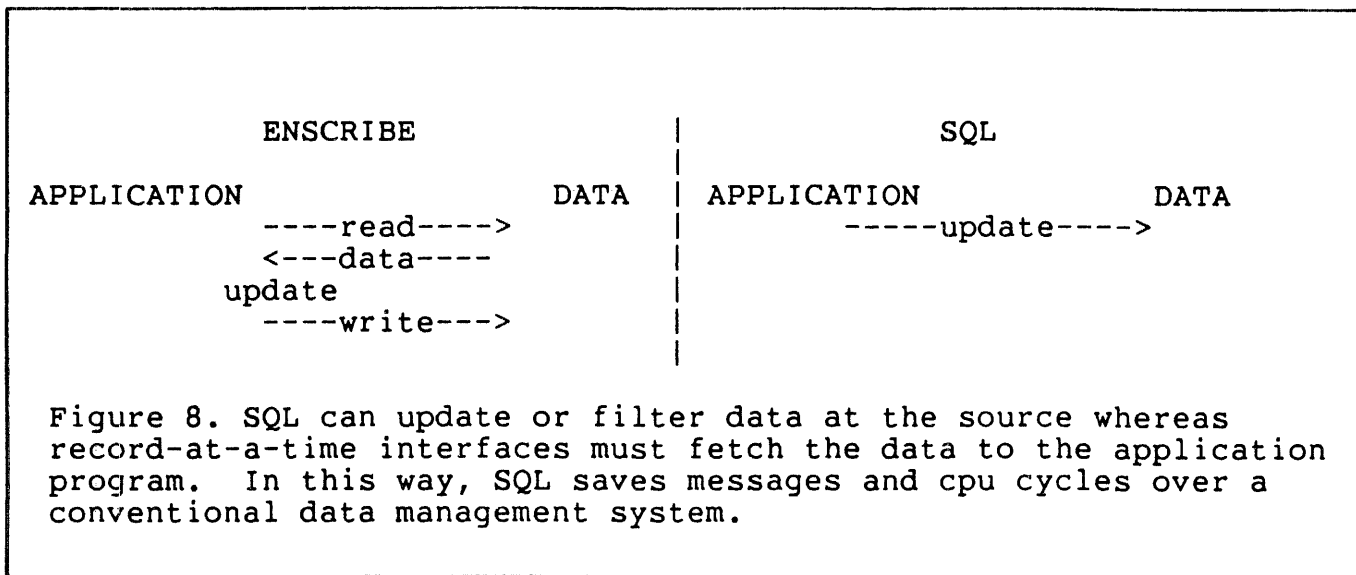 ENSCRIBE | SQL
|
APPLICATION DATA | APPLICATION DATA
----read----> | -----update---->
<---data---- |
update |
----write---> |
|
Figure 8. SQL can update or filter data at the source whereas
record-at-a-time interfaces must fetch the data to the application
program. In this way, SQL saves messages and cpu cycles over a
conventional data management system.